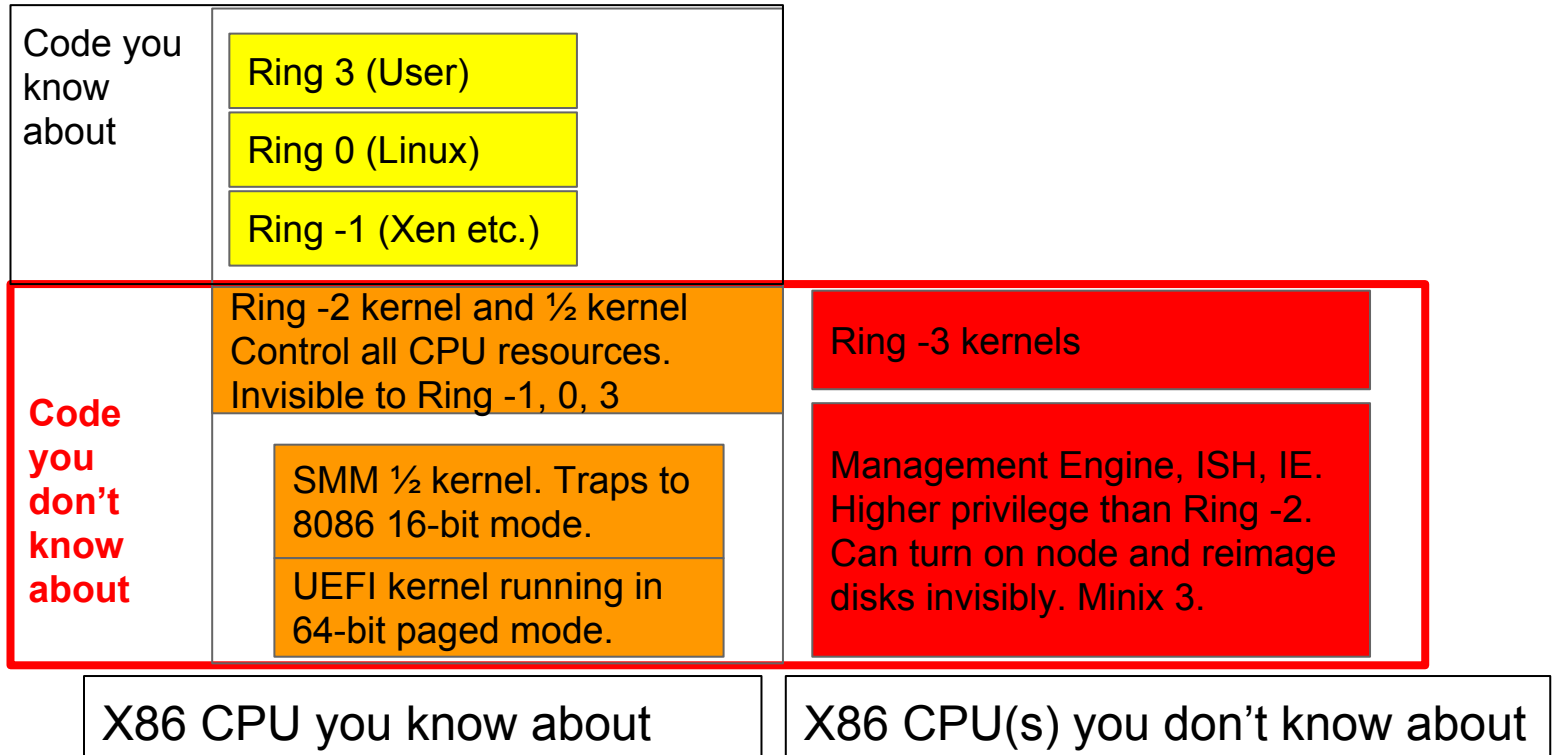 Code you
know
about
Ring 3 (User)
Ring 0 (Linux)
Ring -1 (Xen etc.)
Code
you
don’t
know
about
Ring -2 kernel and ½ kernel
Control all CPU resources.
Invisible to Ring -1, 0, 3
SMM ½ kernel. Traps to
8086 16-bit mode.
UEFI kernel running in
64-bit paged mode.
Ring -3 kernels
Management Engine, ISH, IE.
Higher privilege than Ring -2.
Can turn on node and reimage
disks invisibly. Minix 3.
X86 CPU you know about
X86 CPU(s) you don’t know about